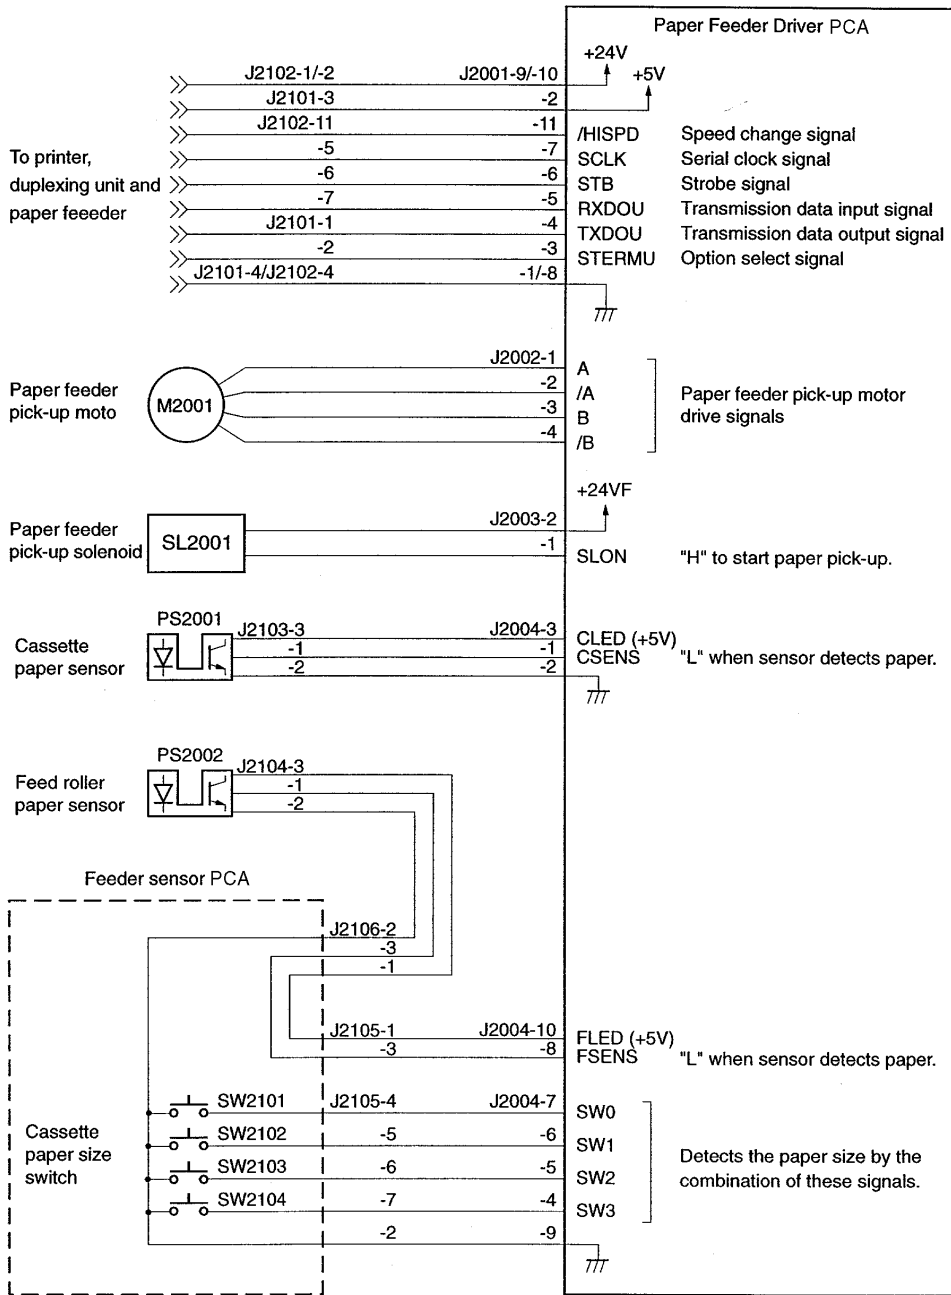 Paper Feeder Driver PCA
+24V
J2102-1/-2 J2001-9/-10
+5V
J2101-3 -2
J2102-11 -11 /HISPD Speed change signal
-5 -7 SCLK Serial clock signal
-6 -6 STB Strobe signal
-7 -5 RXDOU Transmission data input signal
J2101-1 -4 TXDOU Transmission data output signal
-2 -3 STERMU Option select signal
J2101-4/J2102-4 -1/-8
To printer,
duplexing unit and
paper feeeder
J2002-1 A
-2 /A
-3 B
-4 /B
Paper feeder
pick-up moto
M2001
Paper feeder pick-up motor
drive signals
+24VF
Paper feeder
pick-up solenoid
SL2001
J2003-2
-1 SLON "H" to start paper pick-up.
PS2001
Cassette
paper sensor
J2103-3 J2004-3 CLED (+5V)
-1 -1 CSENS "L" when sensor detects paper.
-2 -2
PS2002
Feed roller
paper sensor
J2104-3
-1
-2
Feeder sensor PCA
J2106-2
-3
-1
J2105-1 J2004-10 FLED (+5V)
-3 -8 FSENS "L" when sensor detects paper.
SW2101 J2105-4 J2004-7 SW0
SW2102 -5 -6 SW1
SW2103 -6 -5 SW2
SW2104 -7 -4 SW3
-2 -9
Cassette
paper size
switch
Detects the paper size by the
combination of these signals.